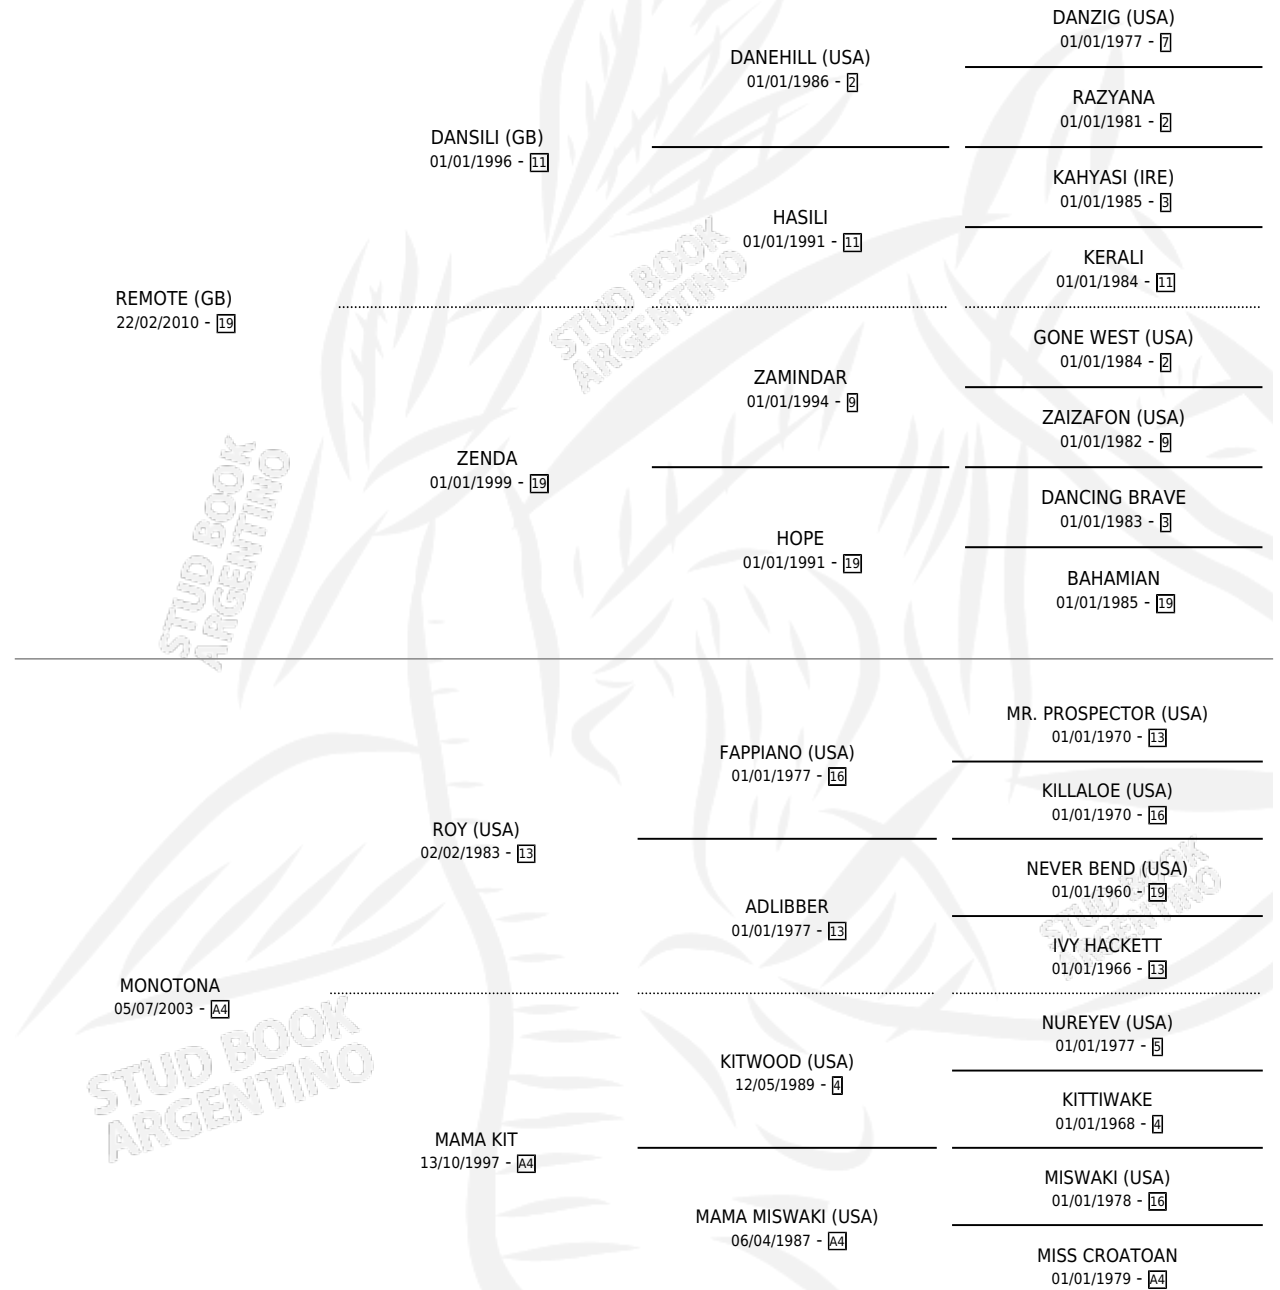 DANZIG (USA)
01/01/1977 - 7
DANEHILL (USA)
01/01/1986 - 2
RAZYANA
01/01/1981 - 2
DANSILI (GB)
01/01/1996 - 11
KAHYASI (IRE)
01/01/1985 - 3
HASILI
01/01/1991 - 11
KERALI
01/01/1984 - 11
REMOTE (GB)
22/02/2010 - 19
STUD BOOK
ARGENTINO
GONE WEST (USA)
01/01/1984 - 2
ZAMINDAR
01/01/1994 - 9
ZAIZAFON (USA)
01/01/1982 - 9
ZENDA
01/01/1999 - 19
DANCING BRAVE
01/01/1983 - 3
HOPE
01/01/1991 - 19
BAHAMIAN
01/01/1985 - 19
STUD BOOK
ARGENTINO
MR. PROSPECTOR (USA)
01/01/1970 - 13
FAPPIANO (USA)
01/01/1977 - 16
KILLALOE (USA)
01/01/1970 - 16
ROY (USA)
02/02/1983 - 13
NEVER BEND (USA)
01/01/1960 - 19
ADLIBBER
01/01/1977 - 13
STUD BOOK
ARGENTINO
IVY HACKETT
01/01/1966 - 13
MONOTONA
05/07/2003 - A4
NUREYEV (USA)
01/01/1977 - 5
KITWOOD (USA)
12/05/1989 - 4
STUD BOOK
ARGENTINO
KITTIWAKE
01/01/1968 - 4
MAMA KIT
13/10/1997 - A4
MISWAKI (USA)
01/01/1978 - 16
MAMA MISWAKI (USA)
06/04/1987 - A4
MISS CROATOAN
01/01/1979 - A4